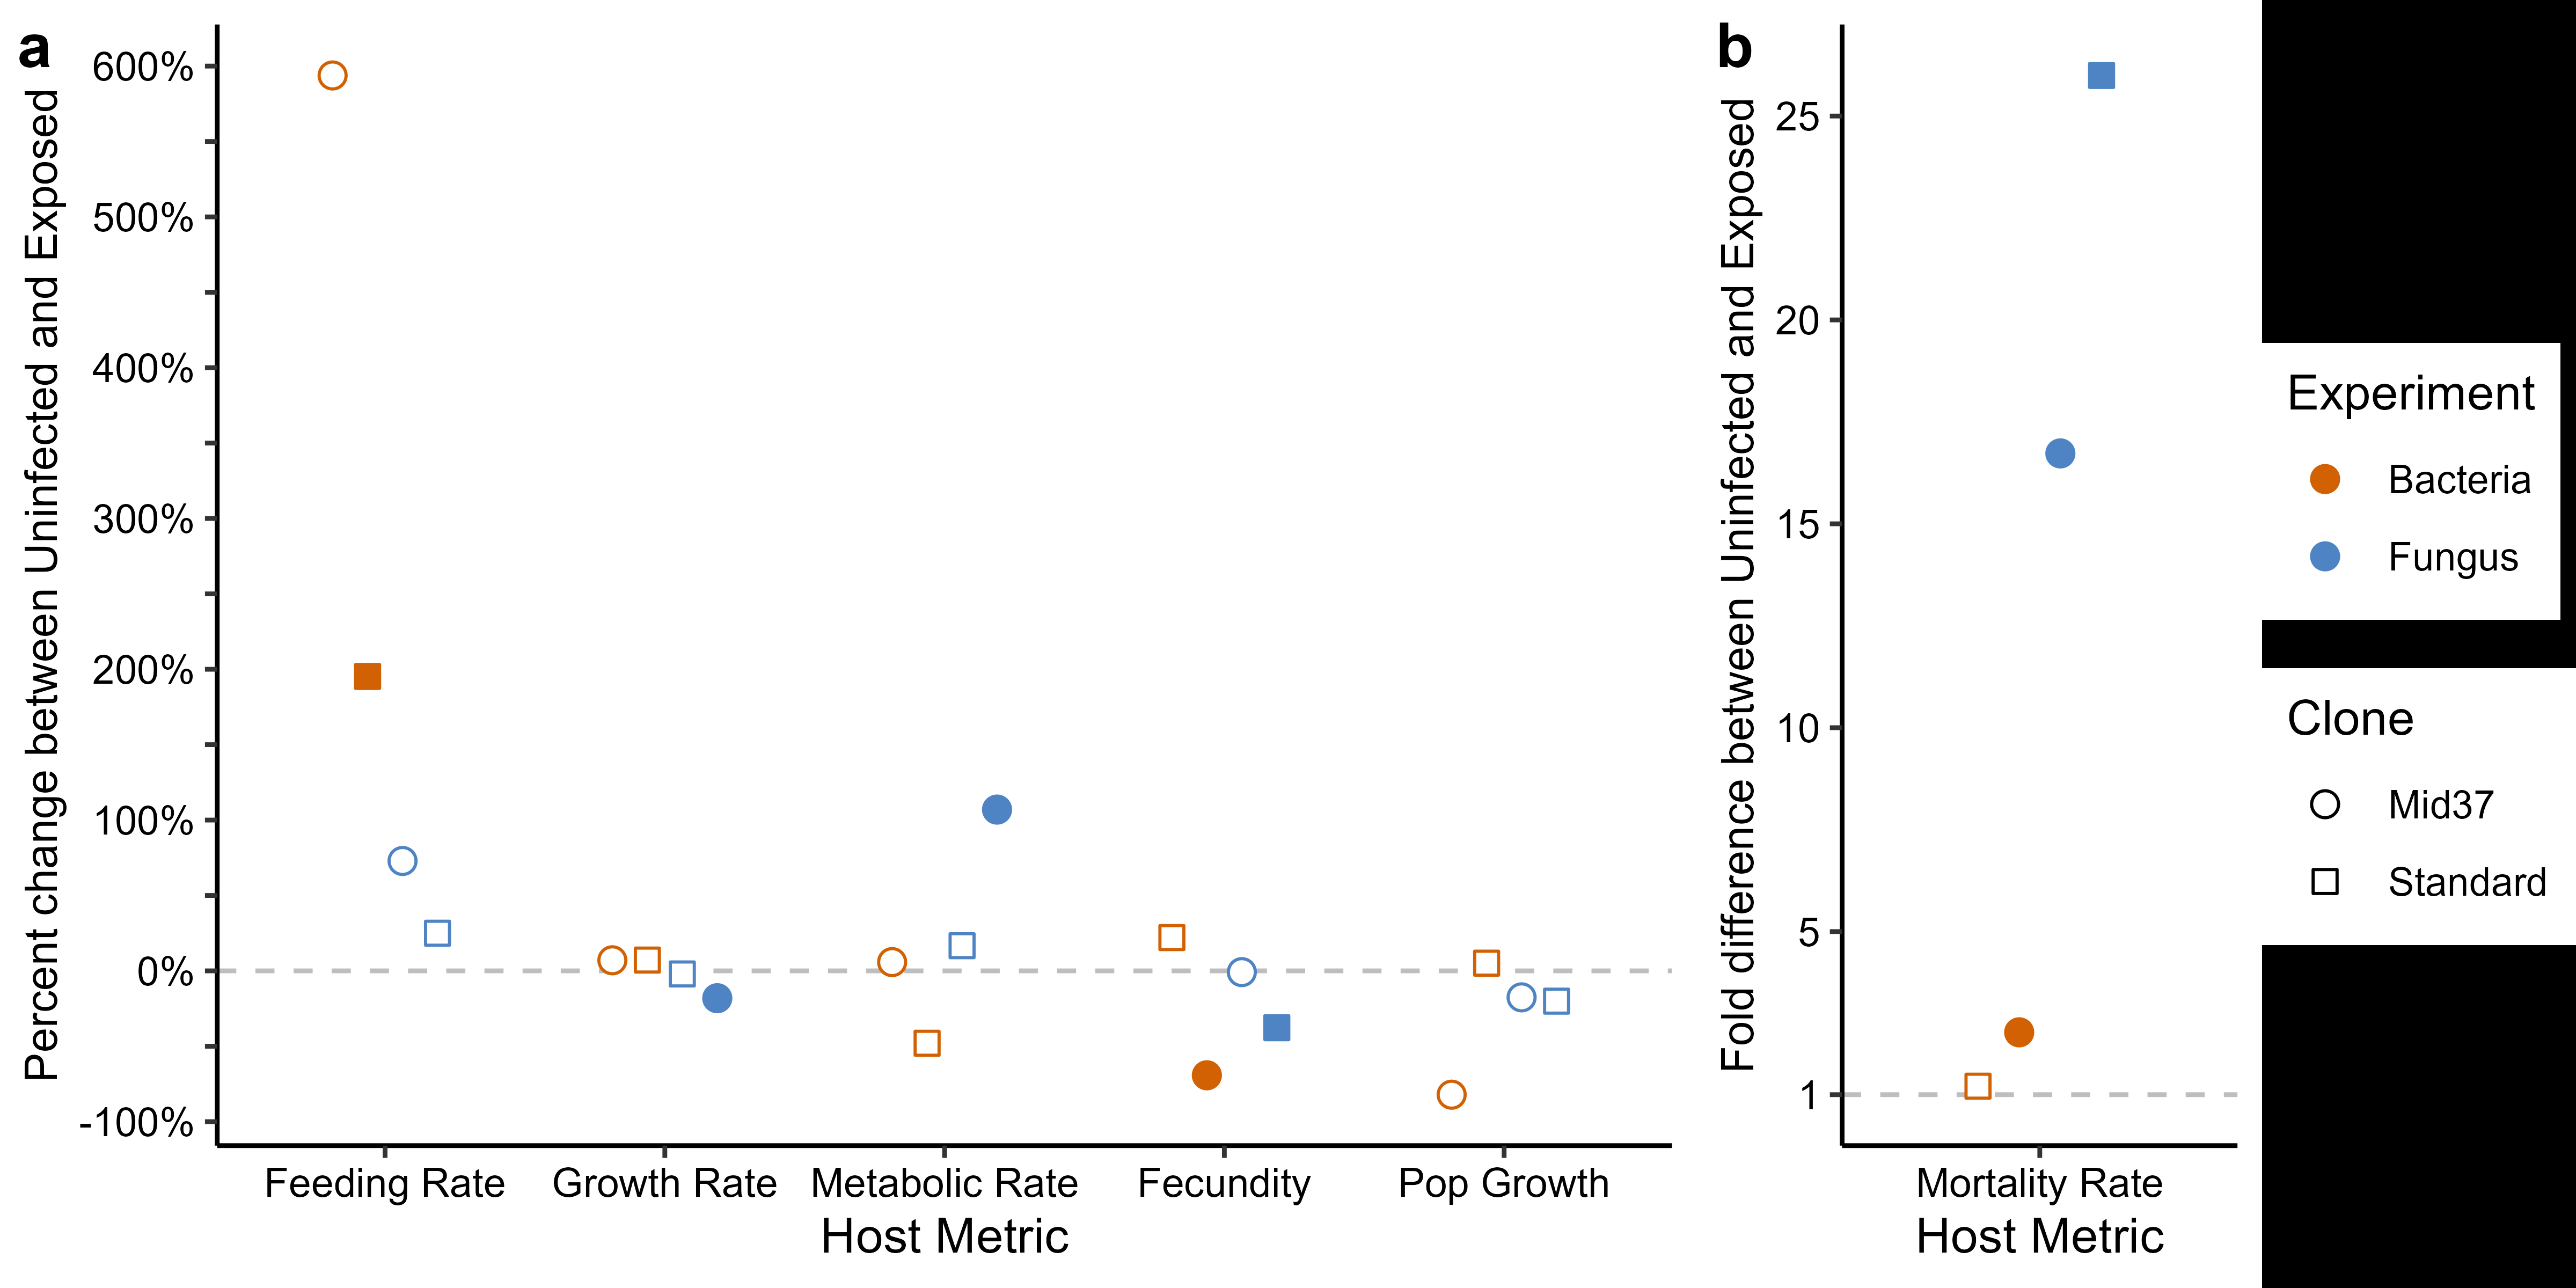 a
Percent change between Uninfected and Exposed
600%
500%
400%
300%
200%
100%
0%
-100%
Feeding Rate
Growth Rate
Metabolic Rate
Fecundity
Pop Growth
Host Metric
b
Fold difference between Uninfected and Exposed
25
20
15
10
5
1
Mortality Rate
Host Metric
Experiment
Bacteria
Fungus
Clone
Mid37
Standard